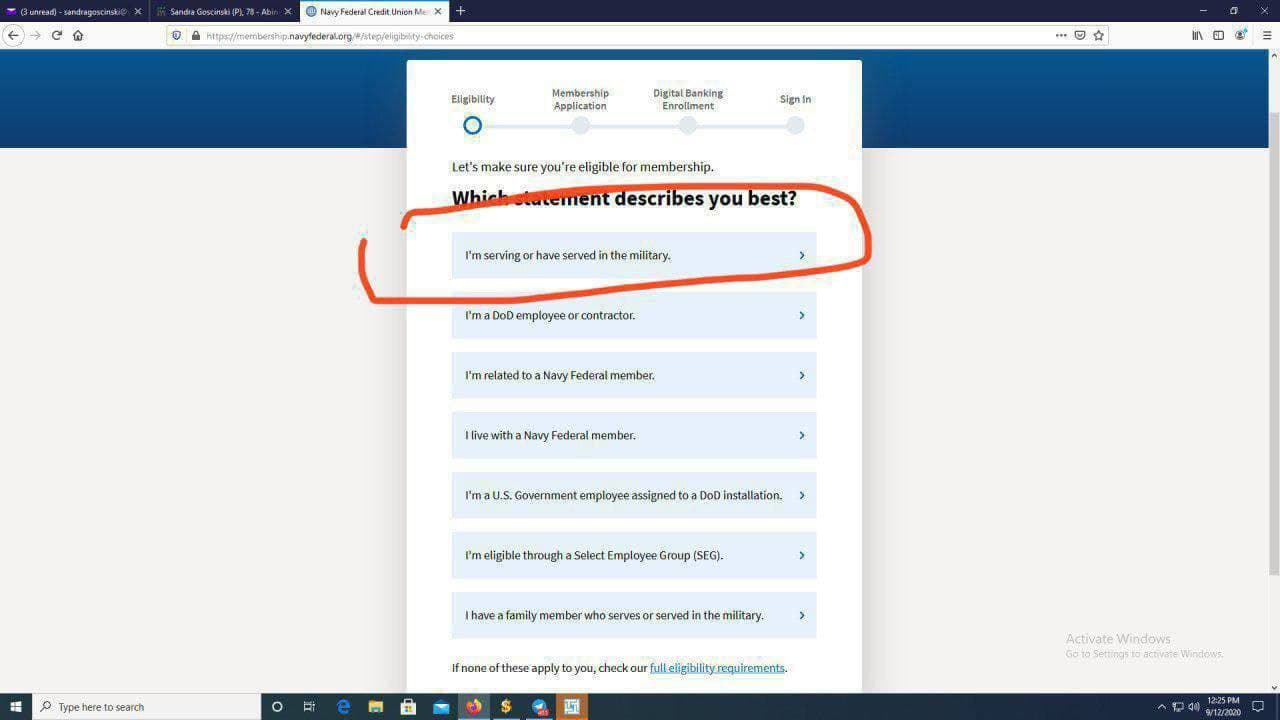 (3 unread) - sandragoscinski@
Sandra Goscinski (P), 78 - Abin
Navy Federal Credit Union Me
https://membership.navyfederal.org/#/step/eligibility-choices
Eligibility
Membership
Application
Digital Banking
Enrollment
Sign In
Let's make sure you're eligible for membership.
Which statement describes you best?
I'm serving or have served in the military.
I'm a DoD employee or contractor.
I'm related to a Navy Federal member.
I live with a Navy Federal member.
I'm a U.S. Government employee assigned to a DoD installation.
I'm eligible through a Select Employee Group (SEG).
I have a family member who serves or served in the military.
If none of these apply to you, check our full eligibility requirements.
Activate Windows
Go to Settings to activate Windows.
Type here to search
12:25 PM
9/12/2020